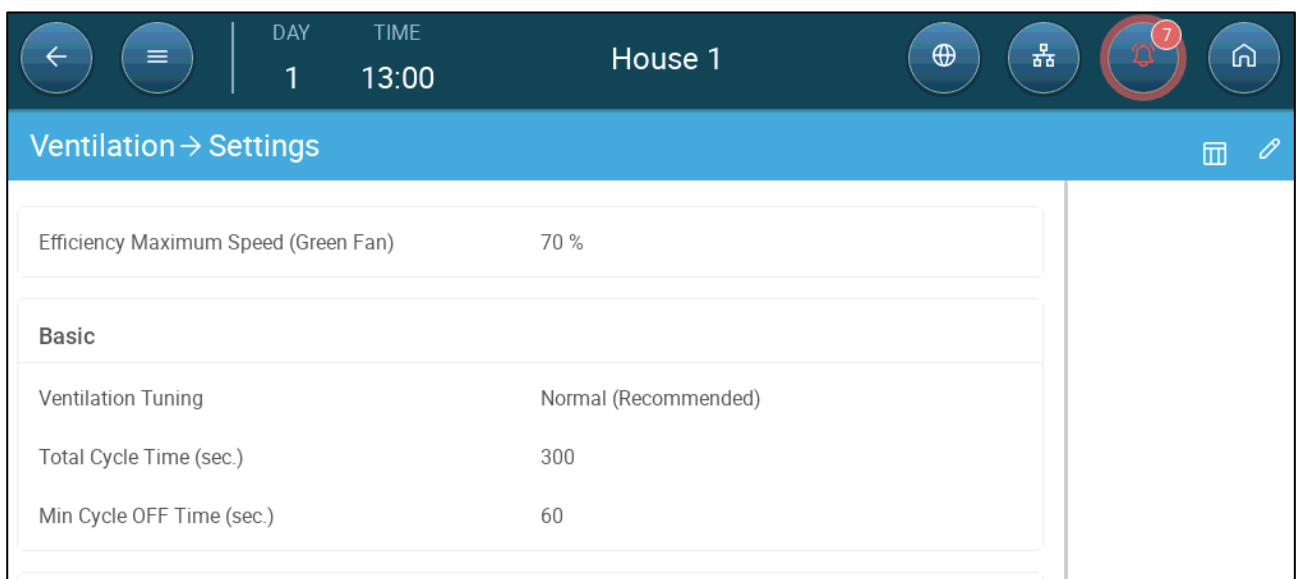 DAY TIME
1 13:00
House 1
7
Ventilation → Settings
Efficiency Maximum Speed (Green Fan) 70 %
Basic
Ventilation Tuning Normal (Recommended)
Total Cycle Time (sec.) 300
Min Cycle OFF Time (sec.) 60